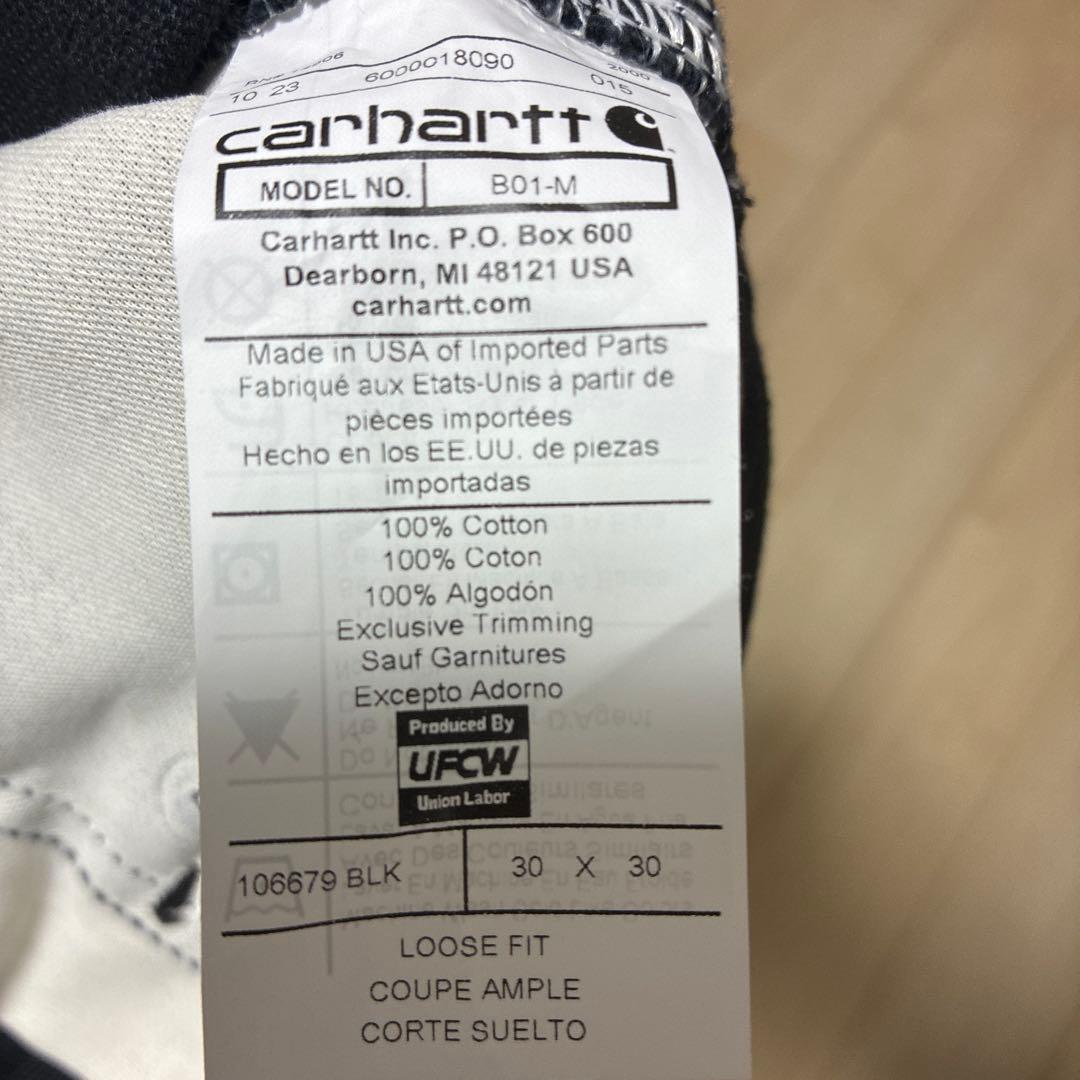 10 23 6000018090 2000 015
carhartt
MODEL NO. B01-M
Carhartt Inc. P.O. Box 600
Dearborn, MI 48121 USA
carhartt.com
Made in USA of Imported Parts
Fabriqué aux Etats-Unis à partir de
pièces importées
Hecho en los EE.UU. de piezas
importadas
100% Cotton
100% Coton
100% Algodón
Exclusive Trimming
Sauf Garnitures
Excepto Adorno
Produced By
UFCW
Union Labor
106679 BLK 30 X 30
LOOSE FIT
COUPE AMPLE
CORTE SUELTO